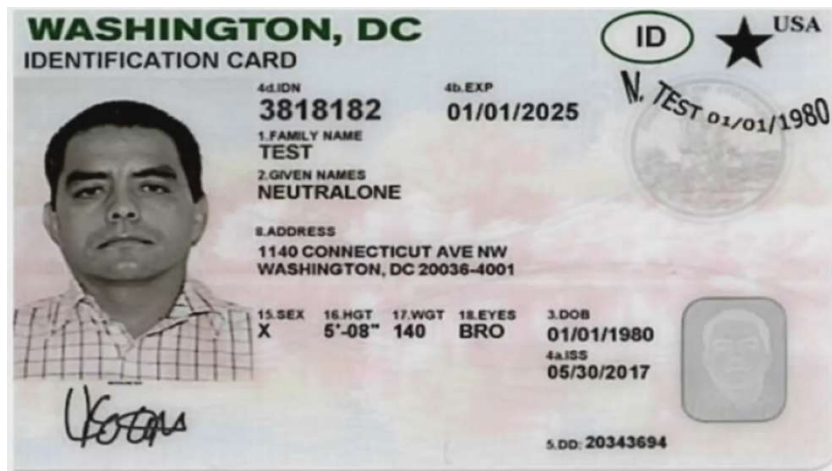 WASHINGTON, DC
IDENTIFICATION CARD
ID
USA
4d.IDN
3818182
4b.EXP
01/01/2025
N. TEST 01/01/1980
1.FAMILY NAME
TEST
2.GIVEN NAMES
NEUTRALONE
8.ADDRESS
1140 CONNECTICUT AVE NW
WASHINGTON, DC 20036-4001
15.SEX 16.HGT 17.WGT 18.EYES
X 5'-08" 140 BRO
3.DOB
01/01/1980
4a.ISS
05/30/2017
5.DD: 20343694